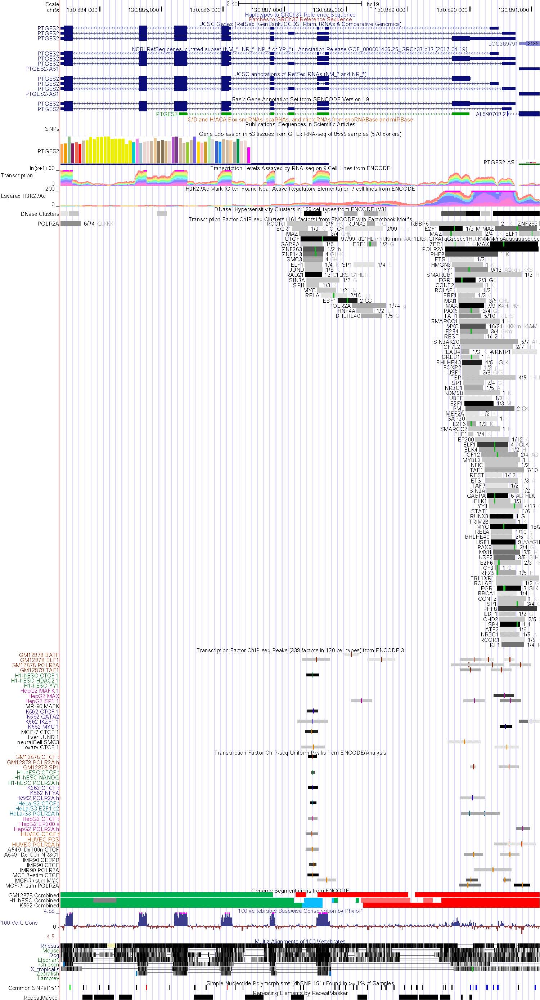 Scale 2 kb hg19
chr9: 130,884,000 130,885,000 130,886,000 130,887,000 130,888,000 130,889,000 130,890,000 130,891,000
Haplotypes to GRCh37 Reference Sequence
Patches to GRCh37 Reference Sequence
UCSC Genes (RefSeq, GenBank, CCDS, Rfam, tRNAs & Comparative Genomics)
PTGES2
PTGES2
PTGES2
LOC389791
NCBI RefSeq genes, curated subset (NM_*, NR_*, NP_* or YP_*) - Annotation Release GCF_000001405.25_GRCh37.p13 (2017-04-19)
PTGES2
PTGES2
PTGES2
PTGES2-AS1
UCSC annotations of RefSeq RNAs (NM_* and NR_*)
PTGES2
PTGES2
PTGES2
PTGES2-AS1
Basic Gene Annotation Set from GENCODE Version 19
PTGES2
PTGES2
PTGES2 AL590708.2
C/D and H/ACA Box snoRNAs, scaRNAs, and microRNAs from snoRNABase and miRBase
Publications: Sequences in Scientific Articles
SNPs
Gene Expression in 53 tissues from GTEx RNA-seq of 8555 samples (570 donors)
PTGES2
PTGES2-AS1
Transcription Levels Assayed by RNA-seq on 9 Cell Lines from ENCODE
ln(x+1) 50
Transcription
0
H3K27Ac Mark (Often Found Near Active Regulatory Elements) on 7 cell lines from ENCODE
200
Layered H3K27Ac
0
DNaseI Hypersensitivity Clusters in 125 cell types from ENCODE (V3)
DNase Clusters
Transcription Factor ChIP-seq Clusters (161 factors) from ENCODE with Factorbook Motifs
POLR2A 6/74 RCOR1 2/5 RUNX3 1 G RBBP5 2 ZNF263
EGR1 1/3 K CTCF 3/99 E2F1 1/3 M MAZ
MAZ 3/4 MAZ 2/4 ELF1
CTCF 97/99
GABPA 1/6 EBF1 1/2 G ZEB1 1 MAX
ZNF263 1/2 h POLR2A
ZNF143 4 PHF8 1 K
SMC3 4 ETS1 1/3
ELF1 1/4 K SP1 1/4 HMGN3 1
JUND 1/8 YY1 9/13
RAD21 12 SMARCB1 1/2 H
SIN3A 1/2 G EGR1 2/3 GK
SPI1 1/3 K CCNT2 1 K
MYC 1/21 M BCLAF1 1/2
RELA 2/10 EBF1 1/2 G
EBF1 2 GG MXI1 3/5 GHL
POLR2A 1/74 g MAX 7/9
HNF4A 1/2 L PAX5 2/4
BHLHE40 1/5 G TAF1 5/10
SMARCC1 1 H
MYC 10/21
E2F4 3/4 GKm
REST 1/12 L
SIN3AK20 5/7
TCF7L2 2/7
TEAD4 1/3 K WRNIP1
CREB1 1 A
BHLHE40 4/5 AGLK
FOXP2 1/2 p
USF1 3/8 GKS
TBP 4/5
SP1 2/4
NR3C1 1/5 A
KDM5B 1 K
UBTF 1/2
E2F1 1/3 M
PML 2 GK
MEF2A 1/2
SAP30 1
E2F6 1/3 K
SMARCC2 1 H
ELF1 1/4 K
EP300 1/12 A
ELF1 4 AGLK
ELK4 1/2 H
TCF12 2/4 AG
MYBL2 1 L
NFIC 1/2 L
TAF1 7/10
REST 1/12
ETS1 1/3 A
TAF7 1/2
SIN3A 1/2
GABPA 6 AG1HLK
ELK1 1/3 H
YY1 4/13
STAT1 1/6
RUNX3 1 G
TRIM28 1 K
MYC 18/2
RELA 1/10 g
BHLHE40 2/5 LK
USF1 8
PAX5 2/4
MXI1 3/5 HL
USF2 3/5 G1H
E2F6 2/3
TCF3 1 G
RFX5 1/5 H
TBL1XR1
BCLAF1 1/2 G
EGR1 3 G1K
BRCA1 1/4
CCNT2 1 K
SP1 3/4
PHF8
EBF1 1/2
CHD2 2/5
SP4 1 1
ATF3 1/6
NR3C1 1/5 A
RCOR1 1/5
IRF1 1/4 K
Transcription Factor ChIP-seq Peaks (338 factors in 130 cell types) from ENCODE 3
GM12878 BATF
GM12878 ELF1
GM12878 POLR2A
GM12878 TAF1
H1-hESC CTCF 1
H1-hESC HDAC2 1
H1-hESC YY1
HepG2 MAFK 1
HepG2 MAX
HepG2 SP1 1
IMR-90 MAFK
K562 CTCF 1
K562 GATA2
K562 IKZF1 1
K562 MYC 1
MCF-7 CTCF 1
liver JUND 1
neuralCell SMC3
ovary CTCF 1
Transcription Factor ChIP-seq Uniform Peaks from ENCODE/Analysis
GM12878 CTCF t
GM12878 POLR2A h
GM12878 SP1
H1-hESC CTCF t
H1-hESC NANOG
H1-hESC POLR2A h
K562 CTCF t
K562 NFYA
K562 POLR2A h
HeLa-S3 CTCF t
HeLa-S3 E2F1 c2
HeLa-S3 POLR2A h
HepG2 CTCF t
HepG2 EP300 s
HepG2 POLR2A h
HUVEC CTCF t
HUVEC FOS
HUVEC POLR2A h
A549+Dx100n CTCF
A549+Dx100n NR3C1
IMR90 CEBPB
IMR90 CTCF
IMR90 POLR2A
MCF-7+stim CTCF
MCF-7+stim MYC
MCF-7+stim POLR2A
Genome Segmentations from ENCODE
GM12878 Combined
H1-hESC Combined
K562 Combined
100 vertebrates Basewise Conservation by PhyloP
4.88
100 Vert. Cons
0
-4.5
Multiz Alignments of 100 Vertebrates
Rhesus
Mouse
Dog
Elephant
Chicken
X_tropicalis
Zebrafish
Lamprey
Simple Nucleotide Polymorphisms (dbSNP 151) Found in >= 1% of Samples
Common SNPs(151)
Repeating Elements by RepeatMasker
RepeatMasker